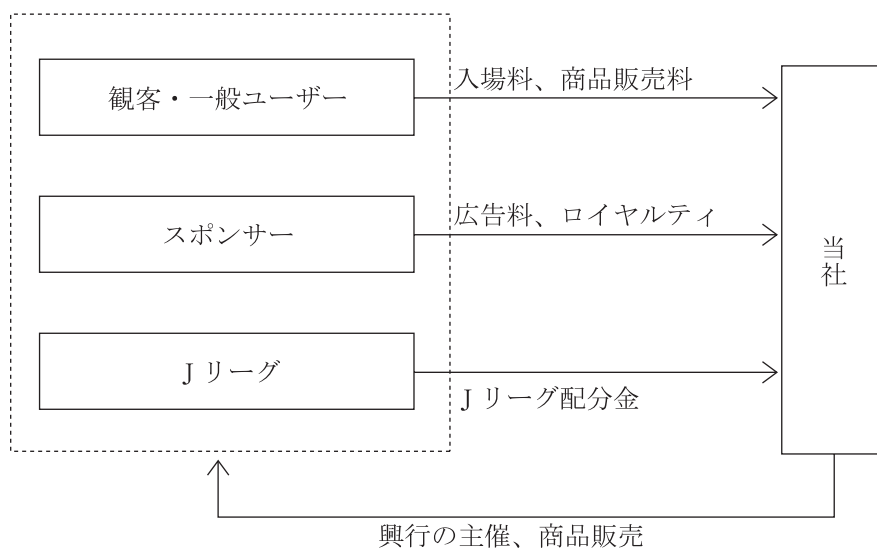 観客・一般ユーザー
入場料、商品販売料
スポンサー
広告料、ロイヤルティ
当社
Jリーグ
Jリーグ配分金
興行の主催、商品販売